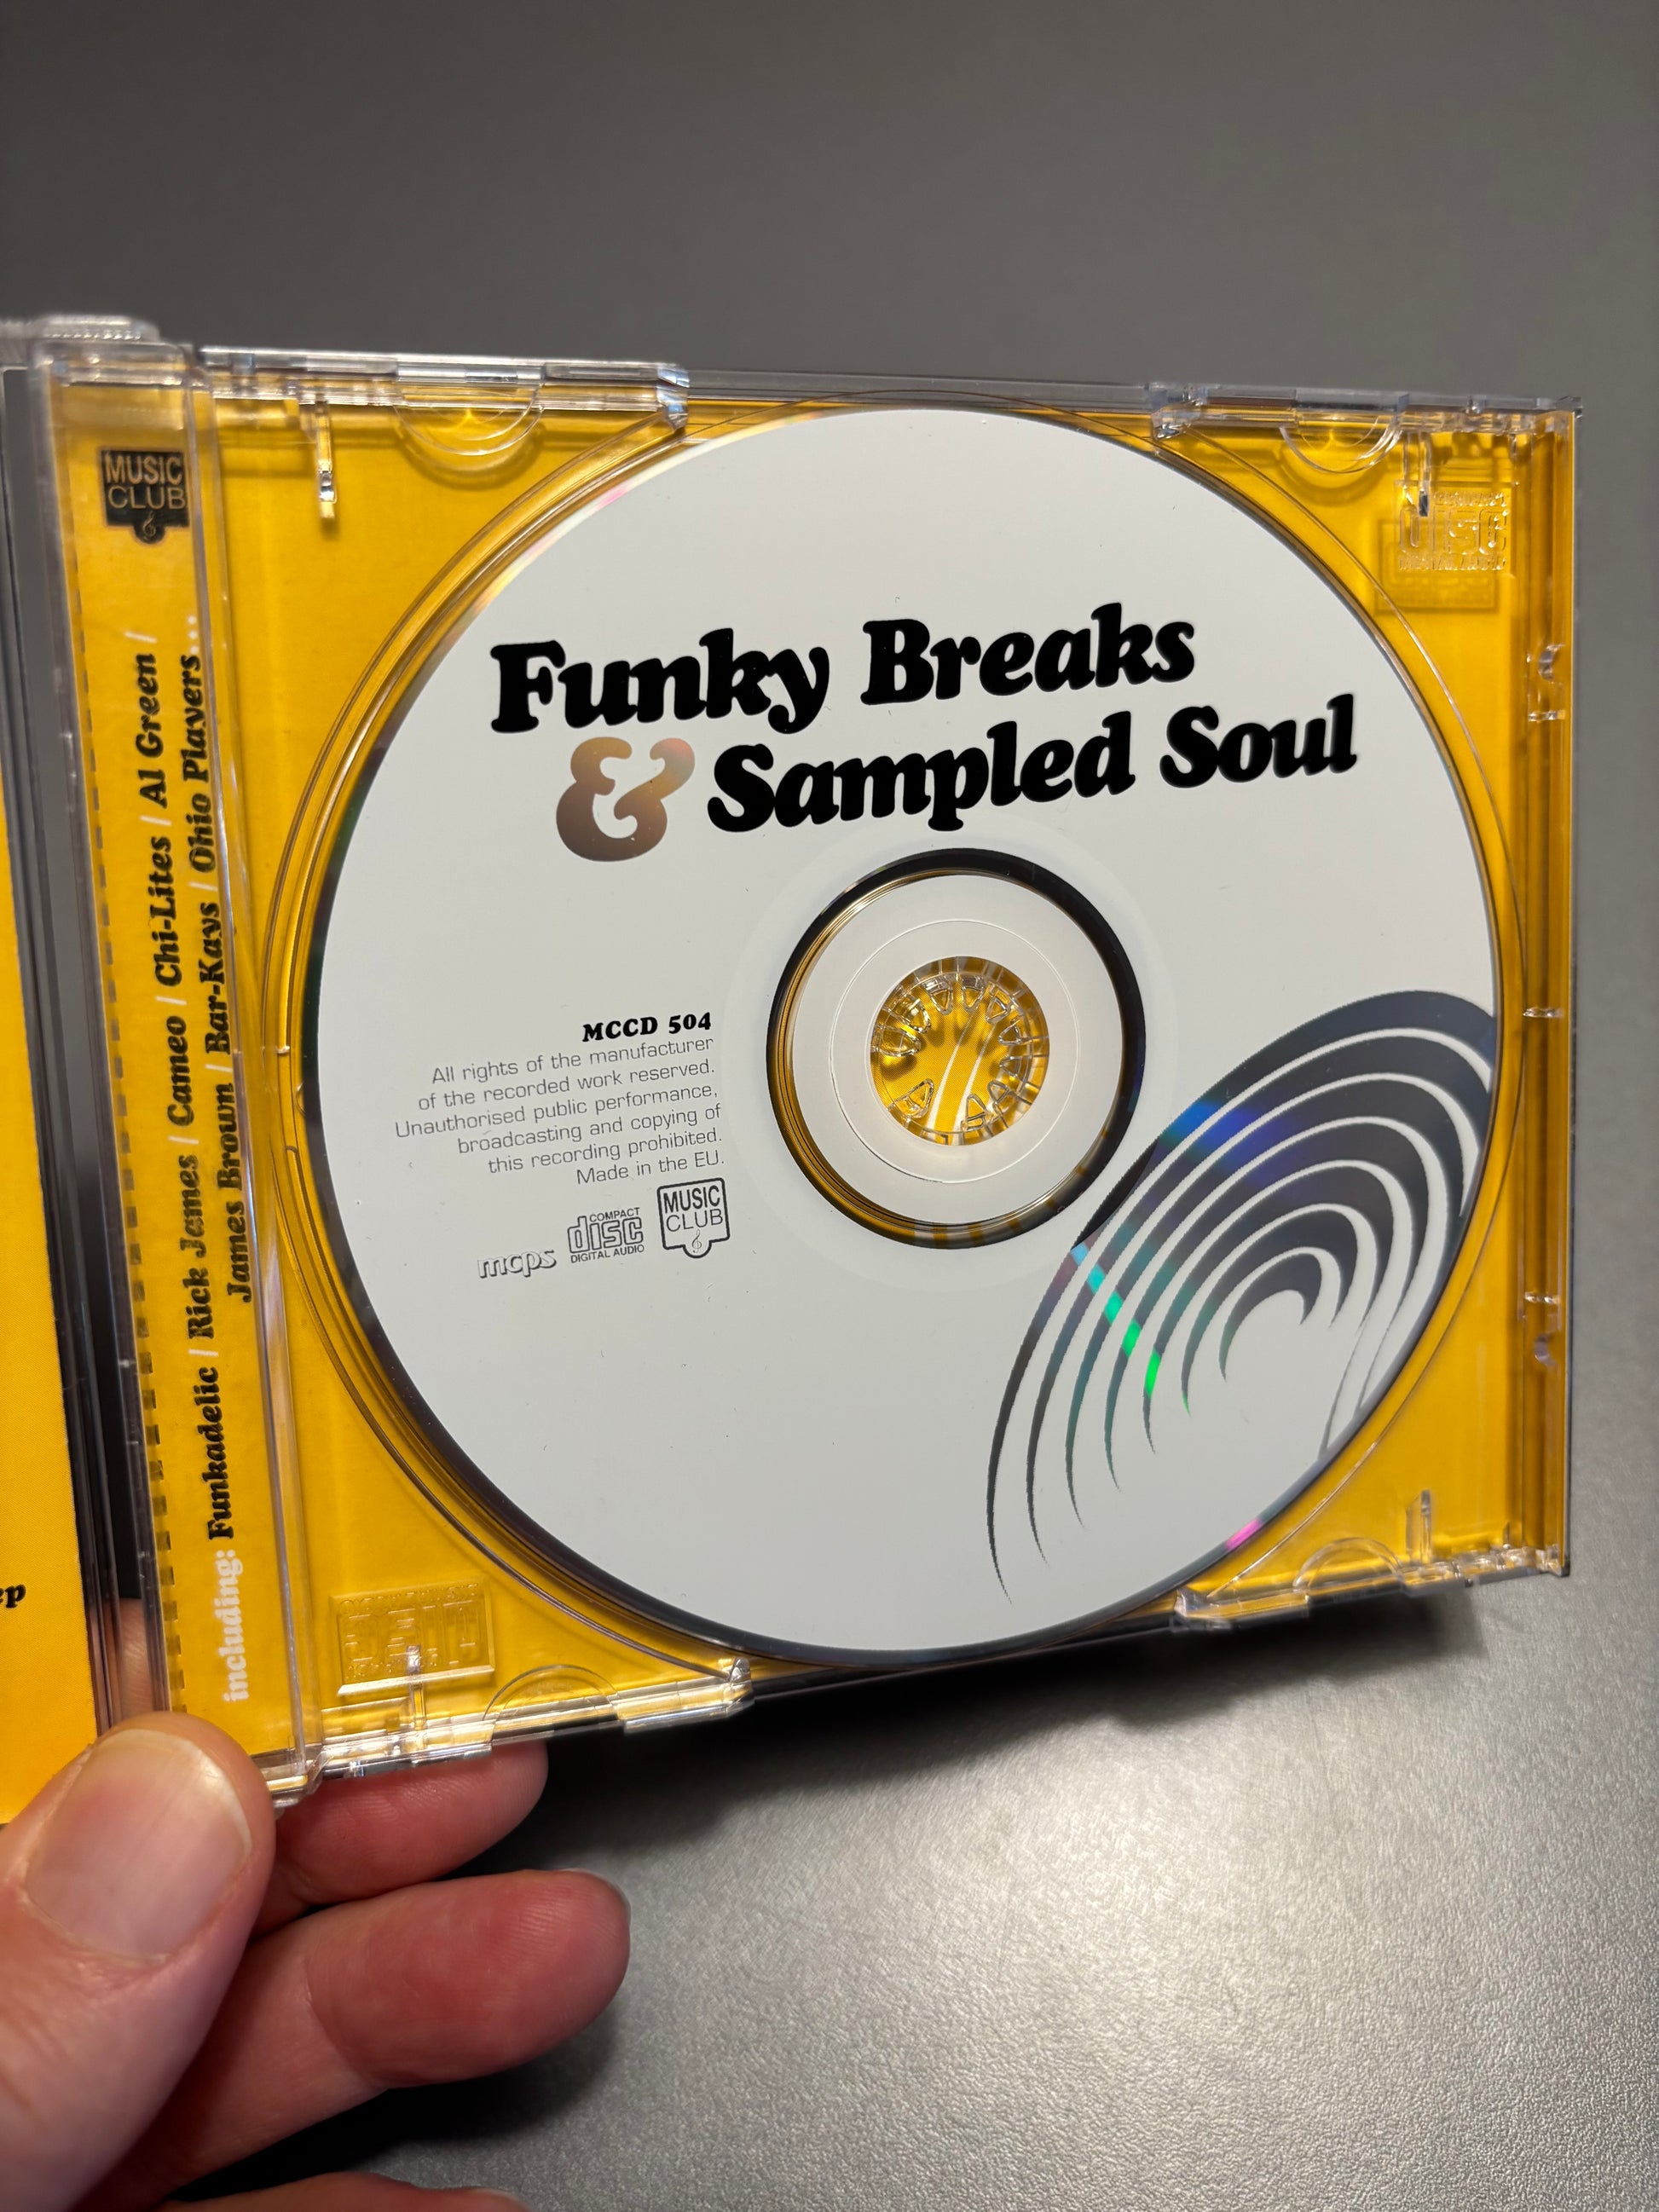 MUSIC
CLUB
including: Funkadelic / Rick James / Cameo / Chi-Lites / Al Green /
James Brown / Bar-Kays / Ohio Players...
Funky Breaks
& Sampled Soul
MCCD 504
All rights of the manufacturer
of the recorded work reserved.
Unauthorised public performance,
broadcasting and copying of
this recording prohibited.
Made in the EU.
mcps
COMPACT
disc
DIGITAL AUDIO
MUSIC
CLUB
disc